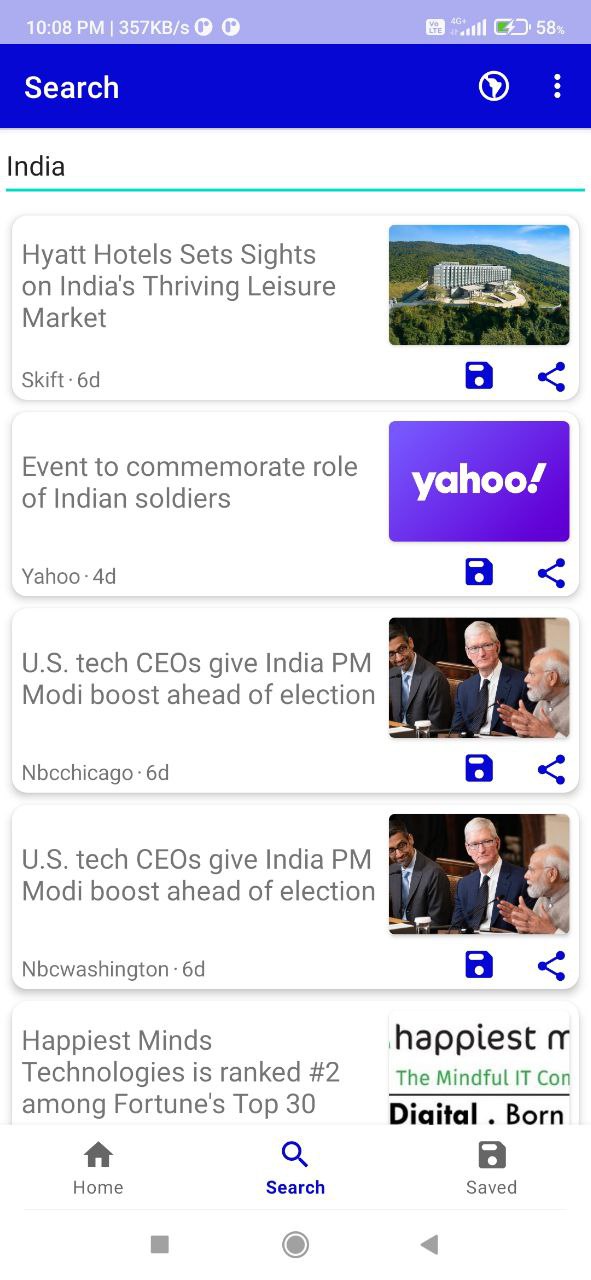 10:08 PM | 357KB/s
Vo LTE 4G+ 58%
Search
India
Hyatt Hotels Sets Sights
on India's Thriving Leisure
Market
Skift · 6d
yahoo!
Event to commemorate role
of Indian soldiers
Yahoo · 4d
U.S. tech CEOs give India PM
Modi boost ahead of election
Nbcchicago · 6d
U.S. tech CEOs give India PM
Modi boost ahead of election
Nbcwashington · 6d
Happiest Minds
Technologies is ranked #2
among Fortune's Top 30
happiest m
The Mindful IT Con
Digital . Born
Home
Search
Saved